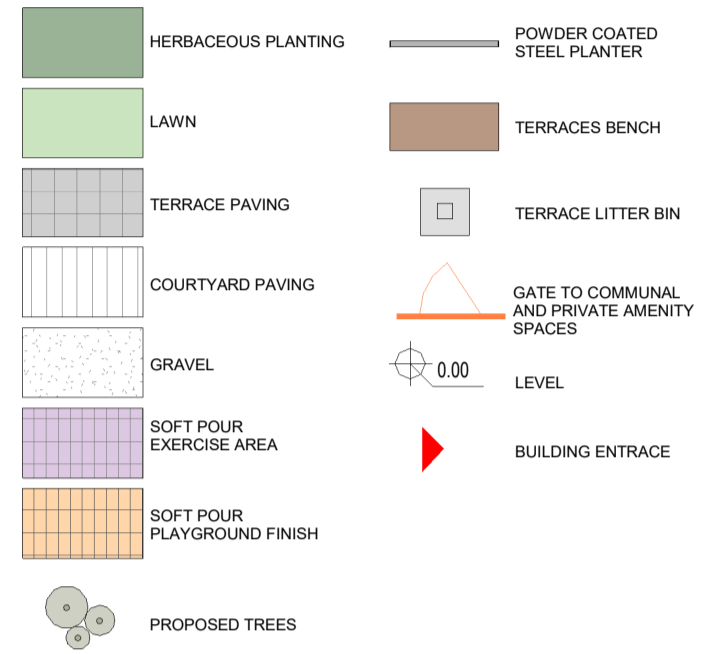 HERBACEOUS PLANTING
LAWN
TERRACE PAVING
COURTYARD PAVING
GRAVEL
SOFT POUR
EXERCISE AREA
SOFT POUR
PLAYGROUND FINISH
PROPOSED TREES
POWDER COATED
STEEL PLANTER
TERRACES BENCH
TERRACE LITTER BIN
GATE TO COMMUNAL
AND PRIVATE AMENITY
SPACES
0.00
LEVEL
BUILDING ENTRACE